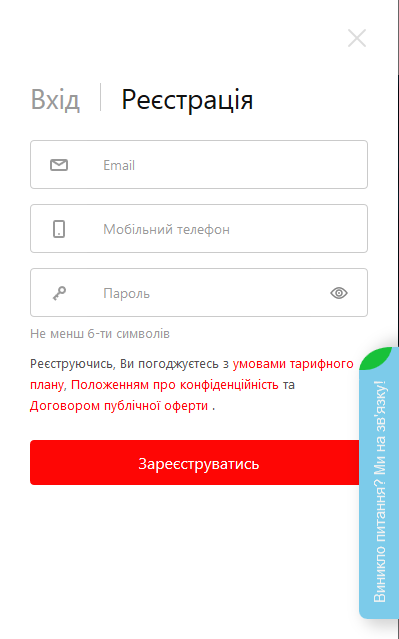 Вхід
Реєстрація
Email
Мобільний телефон
Пароль
Не менш 6-ти символів
Реєструючись, Ви погоджуєтесь з умовами тарифного
плану, Положенням про конфіденційність та
Договором публічної оферти .
Зареєструватись
Виникло питання? Ми на зв'язку!